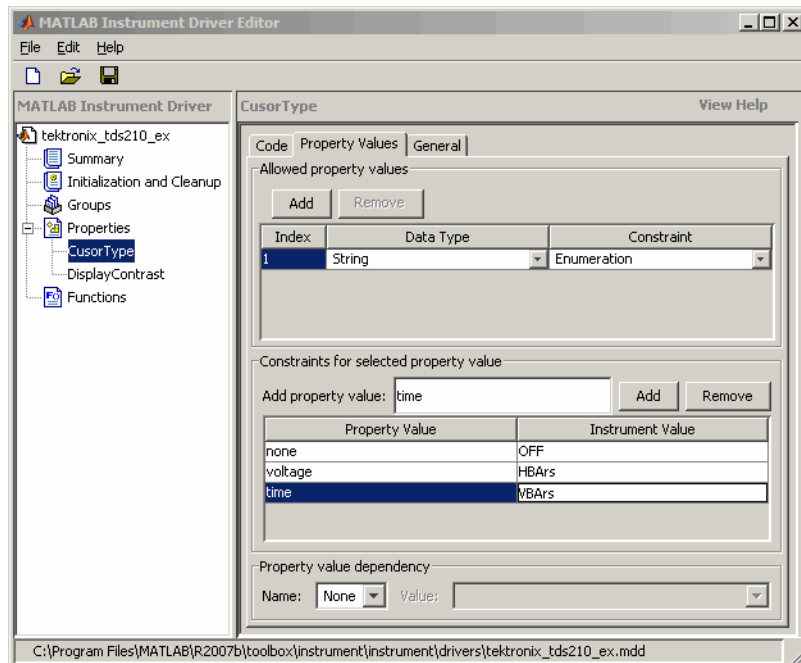 MATLAB Instrument Driver Editor
File Edit Help
MATLAB Instrument Driver
CusorType View Help
tektronix_tds210_ex
Summary
Initialization and Cleanup
Groups
Properties
CusorType
DisplayContrast
Functions
Code Property Values General
Allowed property values
Add Remove
Index Data Type Constraint
1 String Enumeration
Constraints for selected property value
Add property value: time Add Remove
Property Value Instrument Value
none OFF
voltage HBArs
time VBArs
Property value dependency
Name: None Value:
C:\Program Files\MATLAB\R2007b\toolbox\instrument\instrument\drivers\tektronix_tds210_ex.mdd